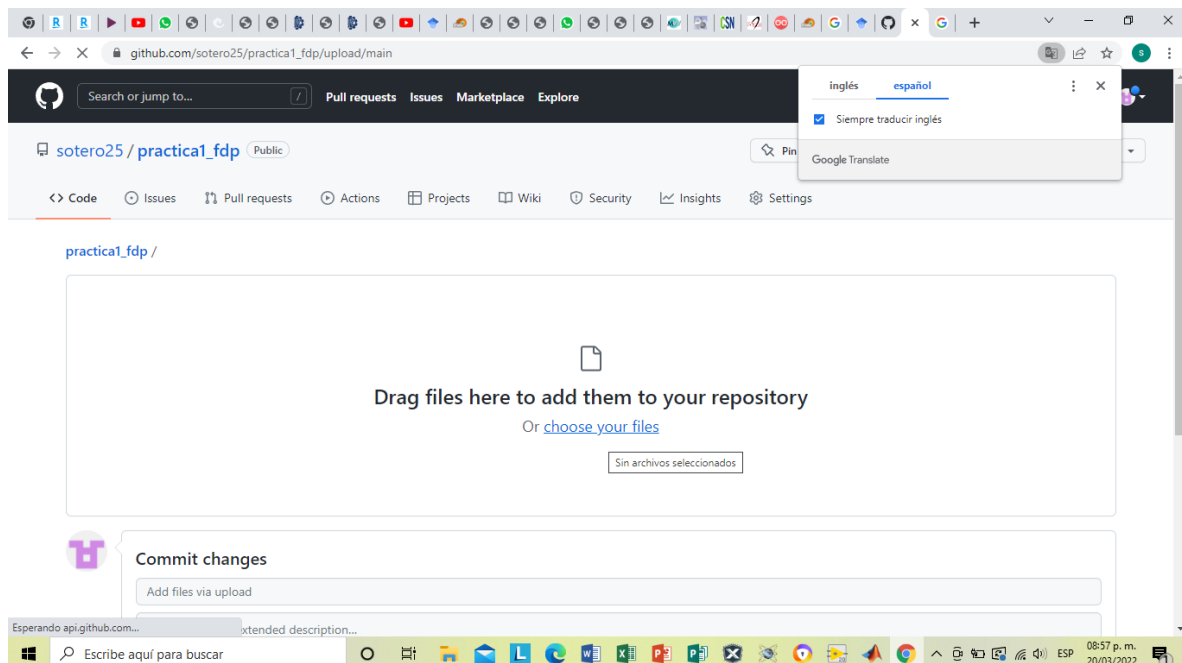 github.com/sotero25/practica1_fdp/upload/main
S
Search or jump to...
/
Pull requests Issues Marketplace Explore
inglés español
Siempre traducir inglés
Google Translate
sotero25 / practica1_fdp Public
Pin
<> Code Issues Pull requests Actions Projects Wiki Security Insights Settings
practica1_fdp /
Drag files here to add them to your repository
Or choose your files
Sin archivos seleccionados
Commit changes
Add files via upload
extended description...
Esperando api.github.com...
Escribe aquí para buscar
ESP
08:57 p. m.
20/03/2022